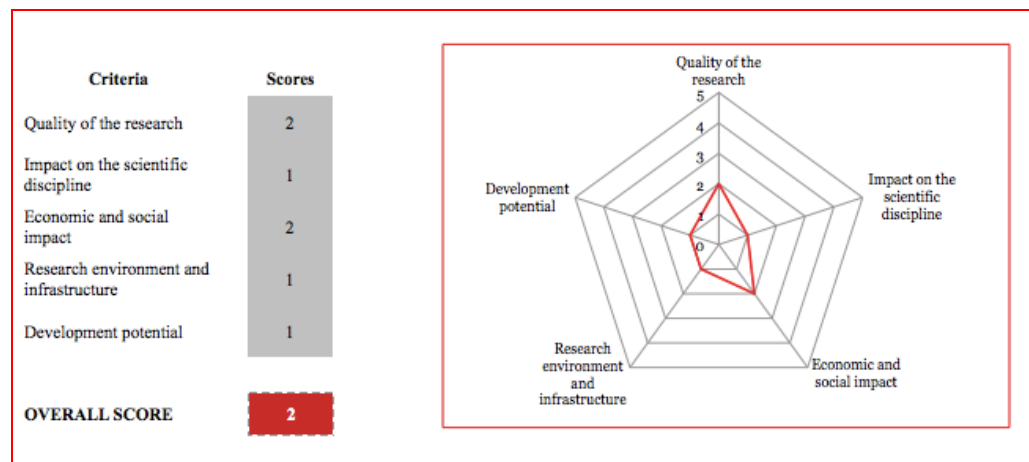 Criteria Scores
Quality of the research 2
Impact on the scientific
discipline 1
Economic and social
impact 2
Research environment and
infrastructure 1
Development potential 1
OVERALL SCORE 2
Quality of the
research
5
4
3
2
1
0
Impact on the
scientific
discipline
Economic and
social impact
Research
environment
and
infrastructure
Development
potential